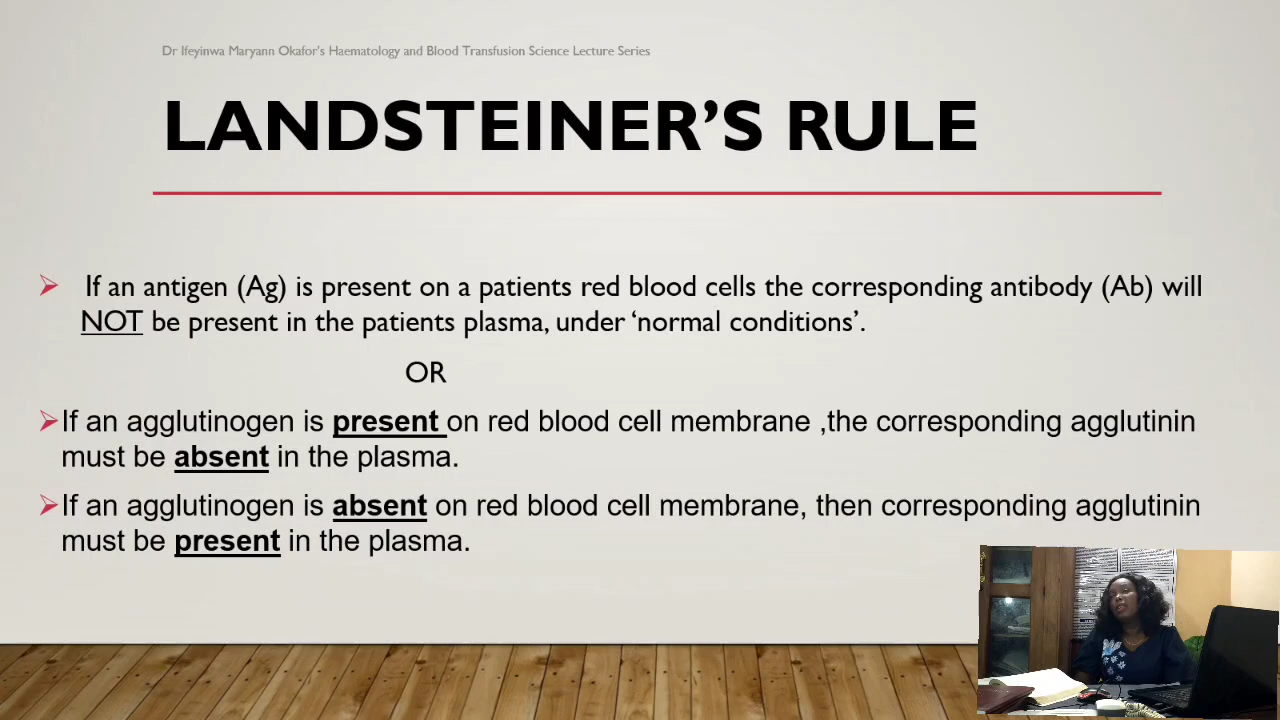 Dr Ifeyinwa Maryann Okafor's Haematology and Blood Transfusion Science Lecture Series
LANDSTEINER’S RULE
If an antigen (Ag) is present on a patients red blood cells the corresponding antibody (Ab) will
NOT be present in the patients plasma, under ‘normal conditions’.
OR
If an agglutinogen is present on red blood cell membrane ,the corresponding agglutinin
must be absent in the plasma.
If an agglutinogen is absent on red blood cell membrane, then corresponding agglutinin
must be present in the plasma.